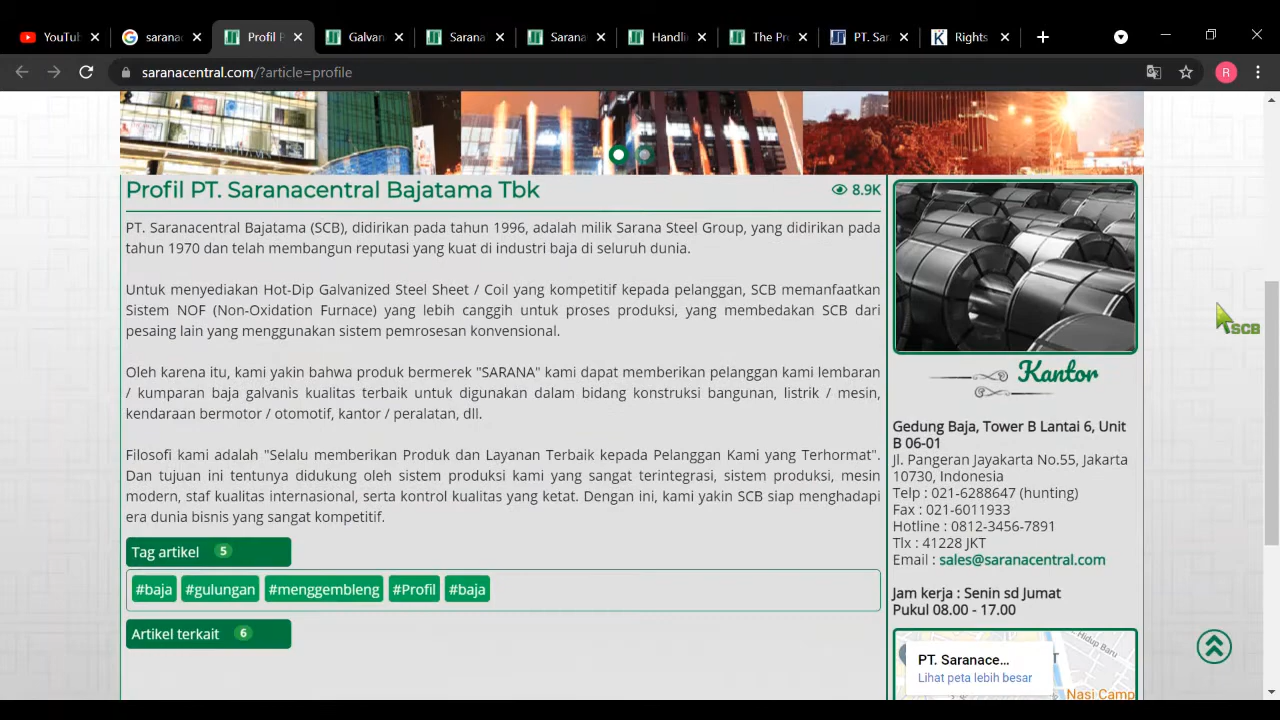 YouTub
sarana
Profil P
Galvan
Sarana
Sarana
Handli
The Pr
PT. Sar
Rights
saranacentral.com/?article=profile
R
Profil PT. Saranacentral Bajatama Tbk
8.9K
PT. Saranacentral Bajatama (SCB), didirikan pada tahun 1996, adalah milik Sarana Steel Group, yang didirikan pada
tahun 1970 dan telah membangun reputasi yang kuat di industri baja di seluruh dunia.
Untuk menyediakan Hot-Dip Galvanized Steel Sheet / Coil yang kompetitif kepada pelanggan, SCB memanfaatkan
Sistem NOF (Non-Oxidation Furnace) yang lebih canggih untuk proses produksi, yang membedakan SCB dari
pesaing lain yang menggunakan sistem pemrosesan konvensional.
Oleh karena itu, kami yakin bahwa produk bermerek "SARANA" kami dapat memberikan pelanggan kami lembaran
/ kumparan baja galvanis kualitas terbaik untuk digunakan dalam bidang konstruksi bangunan, listrik / mesin,
kendaraan bermotor / otomotif, kantor / peralatan, dll.
Filosofi kami adalah "Selalu memberikan Produk dan Layanan Terbaik kepada Pelanggan Kami yang Terhormat".
Dan tujuan ini tentunya didukung oleh sistem produksi kami yang sangat terintegrasi, sistem produksi, mesin
modern, staf kualitas internasional, serta kontrol kualitas yang ketat. Dengan ini, kami yakin SCB siap menghadapi
era dunia bisnis yang sangat kompetitif.
Tag artikel 5
#baja #gulungan #menggembleng #Profil #baja
Artikel terkait 6
Kantor
Gedung Baja, Tower B Lantai 6, Unit
B 06-01
Jl. Pangeran Jayakarta No.55, Jakarta
10730, Indonesia
Telp : 021-6288647 (hunting)
Fax : 021-6011933
Hotline : 0812-3456-7891
Tlx : 41228 JKT
Email : sales@saranacentral.com
Jam kerja : Senin sd Jumat
Pukul 08.00 - 17.00
PT. Saranace...
Lihat peta lebih besar
Hidup Baru
Nasi Camp
SCB